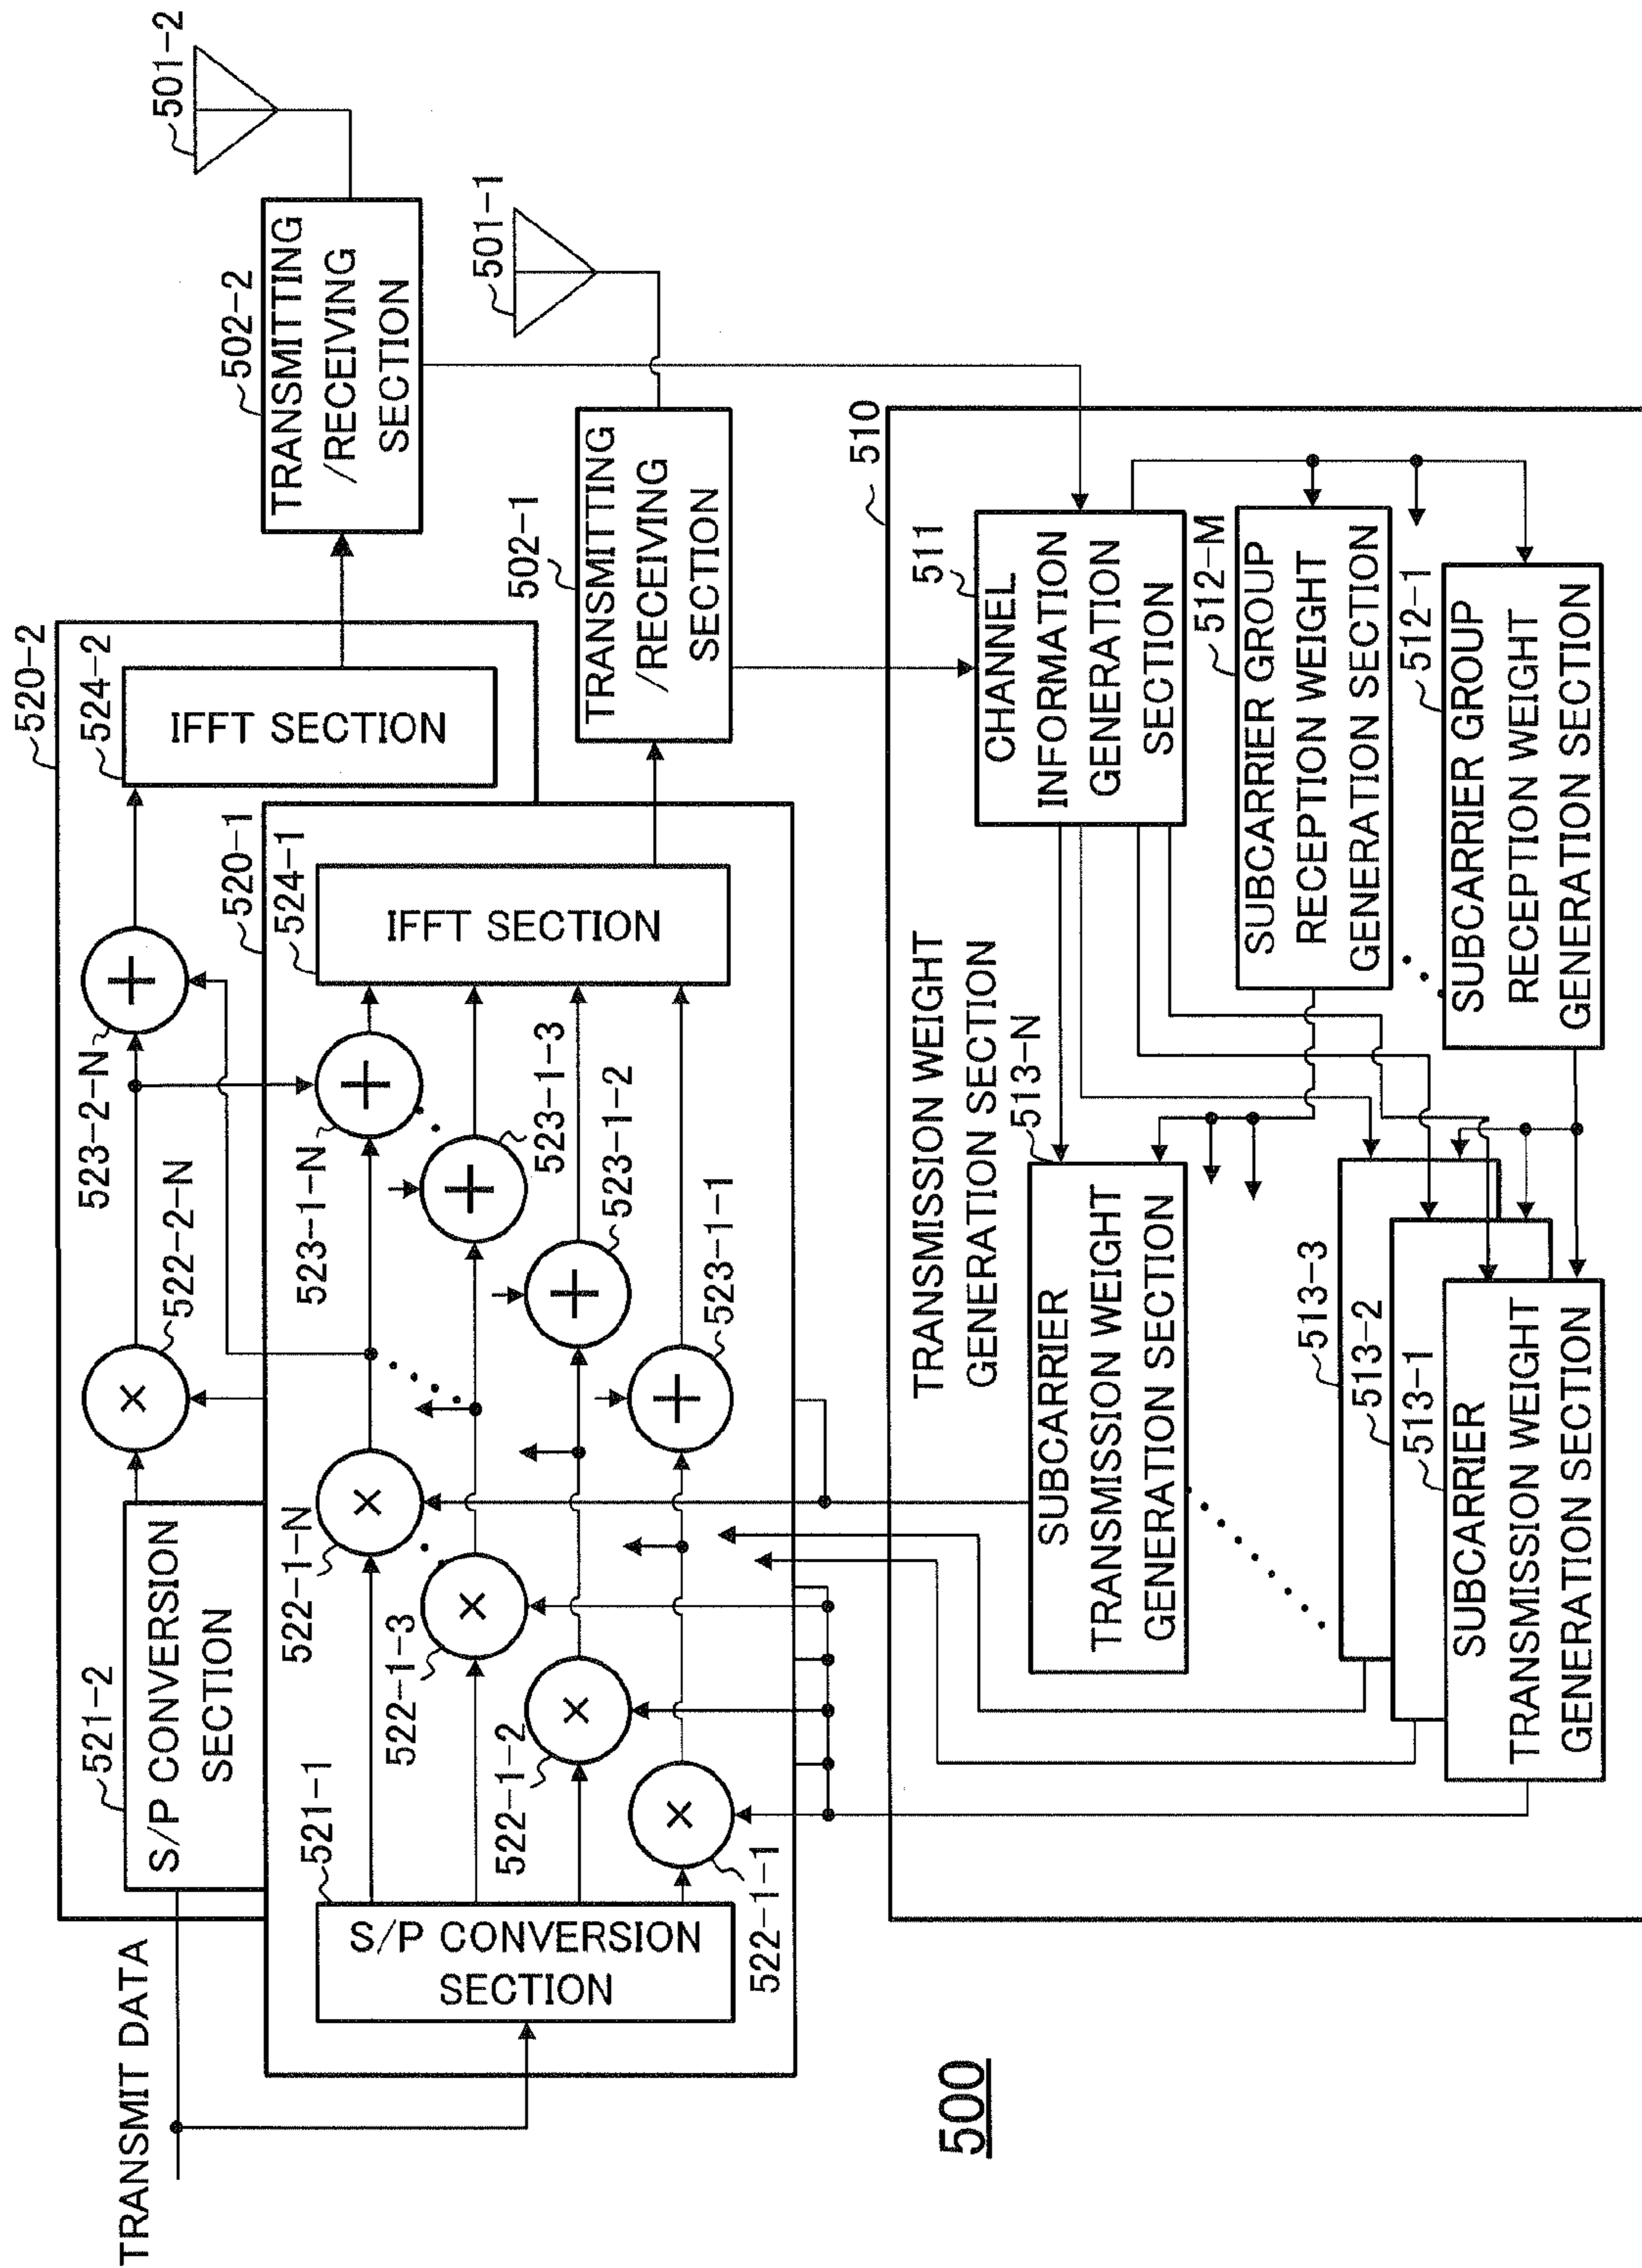 TRANSMIT DATA
521-2
S/P CONVERSION
SECTION
522-2-N
523-2-N
520-2
524-2
IFFT SECTION
502-2
TRANSMITTING
/RECEIVING
SECTION
501-2
521-1
S/P CONVERSION
SECTION
522-1-N
522-1-3
522-1-2
522-1-1
523-1-N
523-1-3
523-1-2
523-1-1
520-1
524-1
IFFT SECTION
502-1
TRANSMITTING
/RECEIVING
SECTION
501-1
500
510
TRANSMISSION WEIGHT
GENERATION SECTION
511
CHANNEL
INFORMATION
GENERATION
SECTION
513-N
SUBCARRIER
TRANSMISSION WEIGHT
GENERATION SECTION
512-M
SUBCARRIER GROUP
RECEPTION WEIGHT
GENERATION SECTION
513-3
513-2
513-1
SUBCARRIER
TRANSMISSION WEIGHT
GENERATION SECTION
512-1
SUBCARRIER GROUP
RECEPTION WEIGHT
GENERATION SECTION